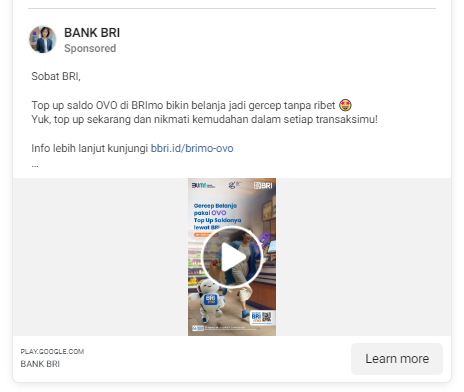 BANK BRI
Sponsored
Sobat BRI,
Top up saldo OVO di BRImo bikin belanja jadi gercep tanpa ribet 🤩
Yuk, top up sekarang dan nikmati kemudahan dalam setiap transaksimu!
Info lebih lanjut kunjungi bbri.id/brimo-ovo
...
BUMN
BRI
Gercep Belanja
pakai OVO
Top Up Saldonya
lewat BRI
BRI
PLAY.GOOGLE.COM
BANK BRI
Learn more